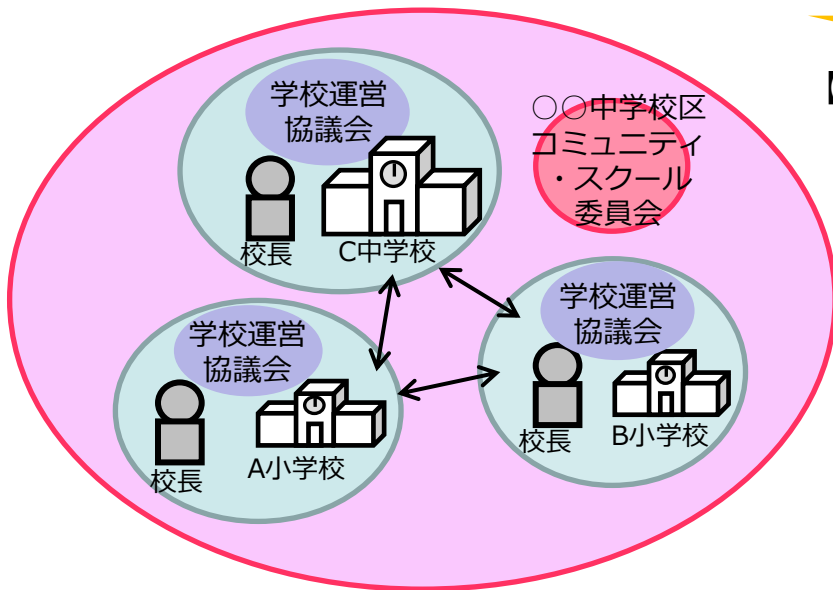 学校運営
協議会
校長
C中学校
○○中学校区
コミュニティ
・スクール
委員会
学校運営
協議会
校長
A小学校
学校運営
協議会
校長
B小学校
【